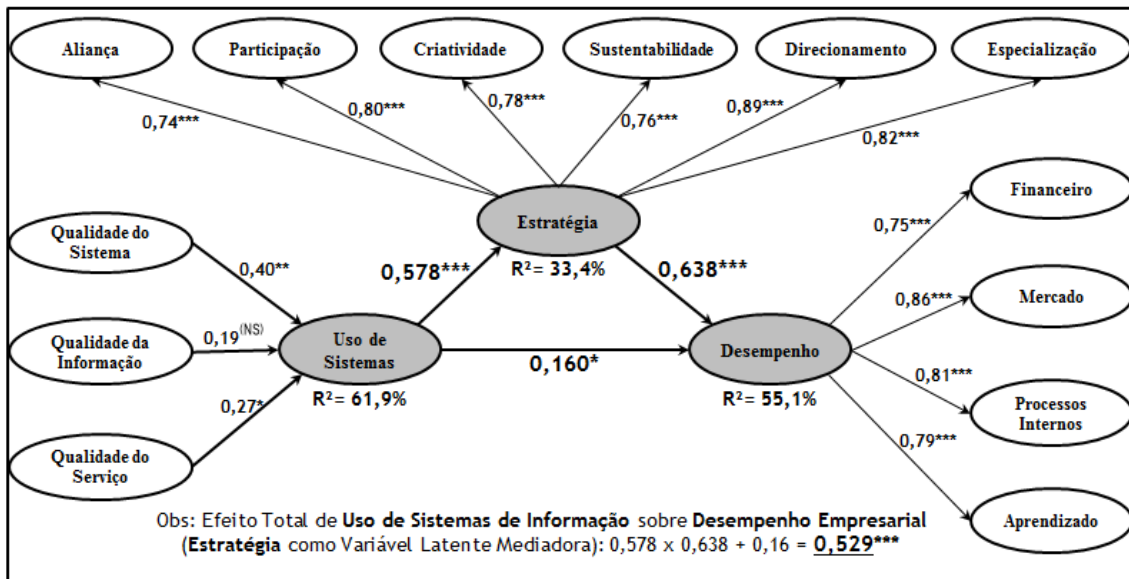 Aliança
Participação
Criatividade
Sustentabilidade
Direcionamento
Especialização
0,74***
0,80***
0,78***
0,76***
0,89***
0,82***
Estratégia
R²= 33,4%
Qualidade do
Sistema
Qualidade da
Informação
Qualidade do
Serviço
0,40**
0,19(NS)
0,27*
Uso de
Sistemas
R²= 61,9%
0,578***
0,638***
0,160*
Desempenho
R²= 55,1%
0,75***
0,86***
0,81***
0,79***
Financeiro
Mercado
Processos
Internos
Aprendizado
Obs: Efeito Total de Uso de Sistemas de Informação sobre Desempenho Empresarial
(Estratégia como Variável Latente Mediadora): 0,578 x 0,638 + 0,16 = 0,529***